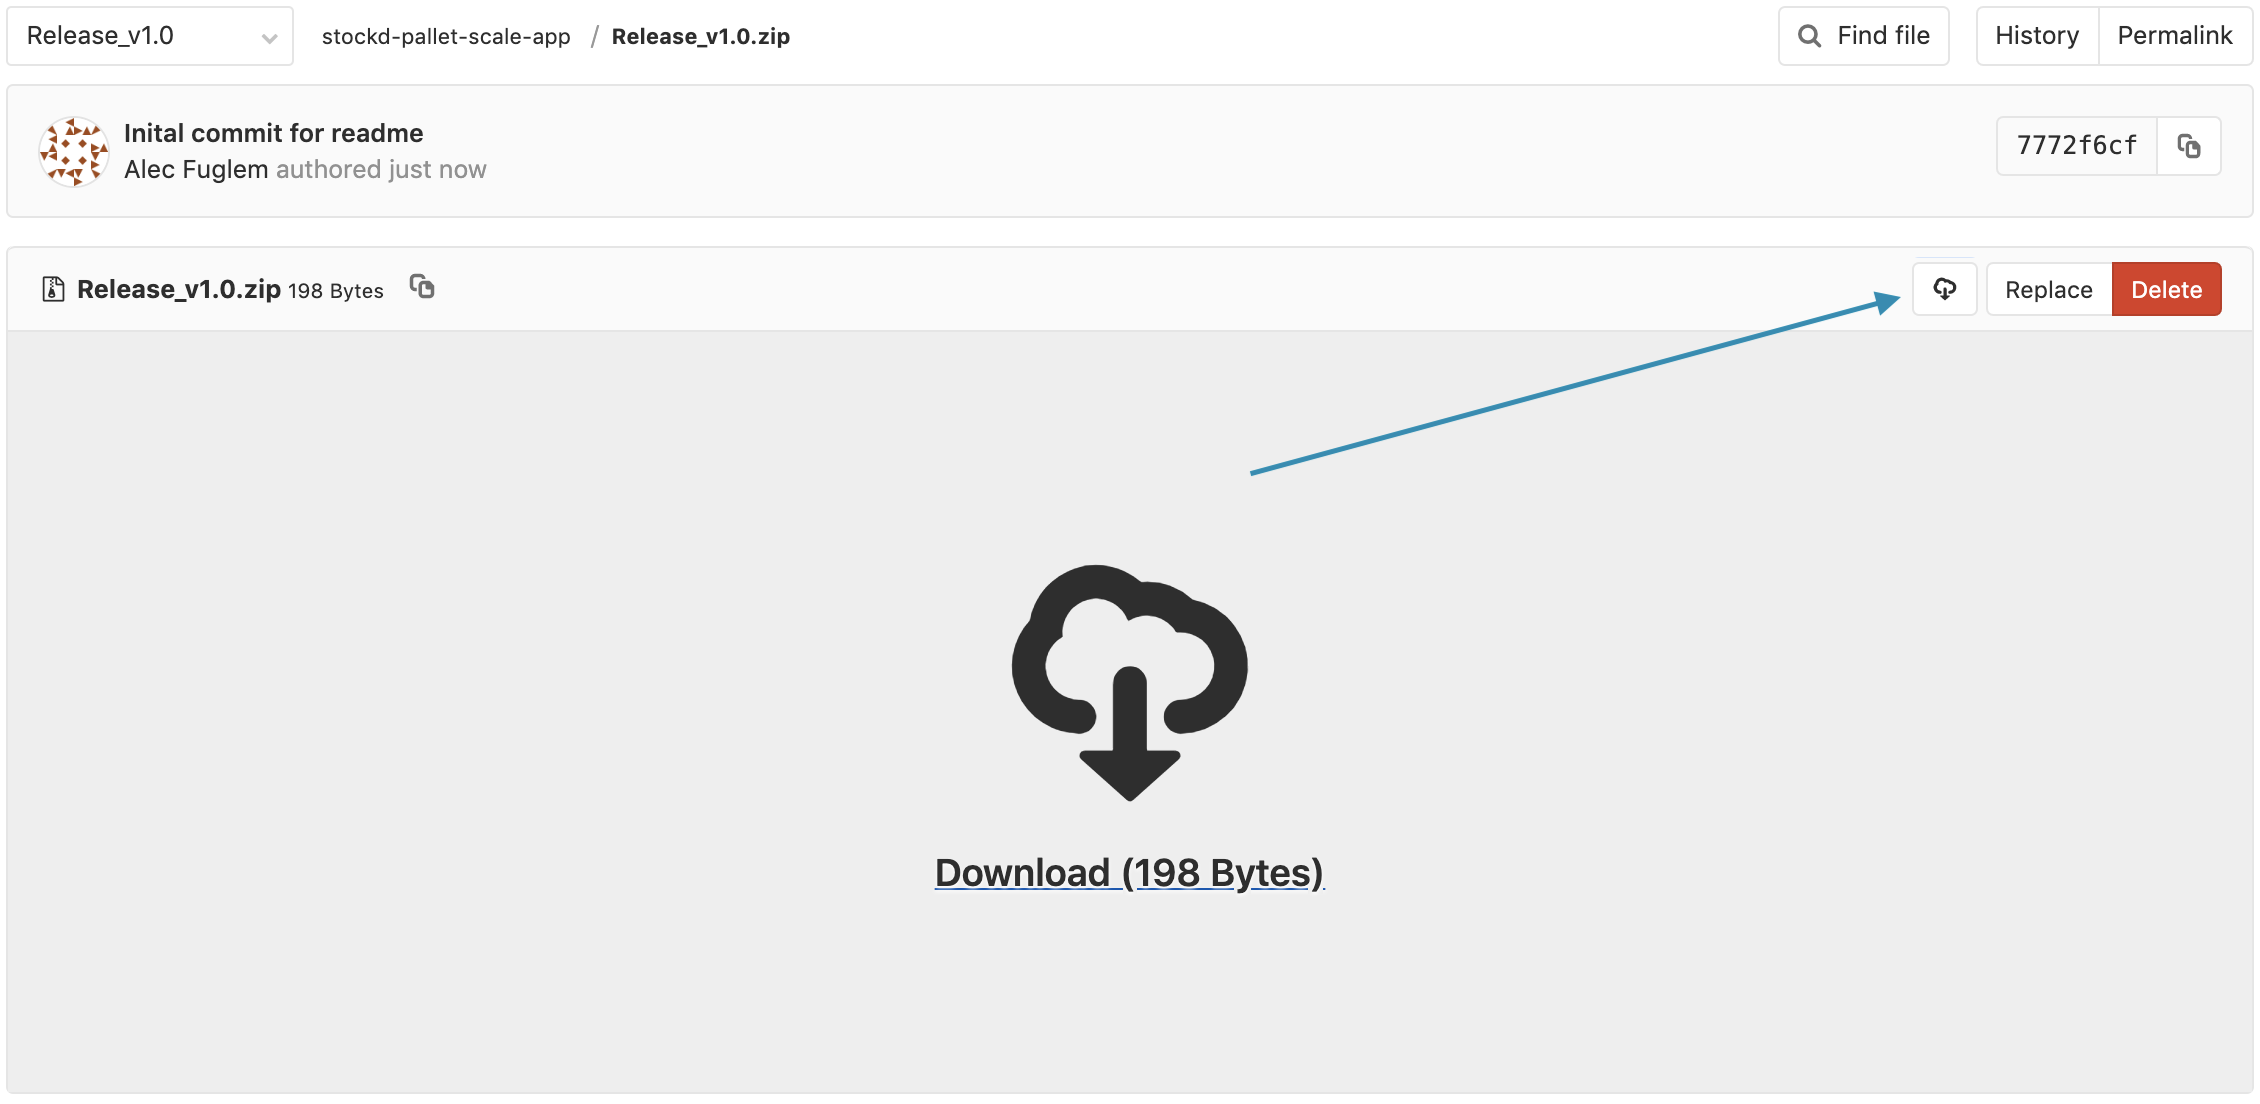 Release_v1.0
stockd-pallet-scale-app / Release_v1.0.zip
Find file
History
Permalink
Inital commit for readme
Alec Fuglem authored just now
7772f6cf
Release_v1.0.zip 198 Bytes
Replace
Delete
Download (198 Bytes)